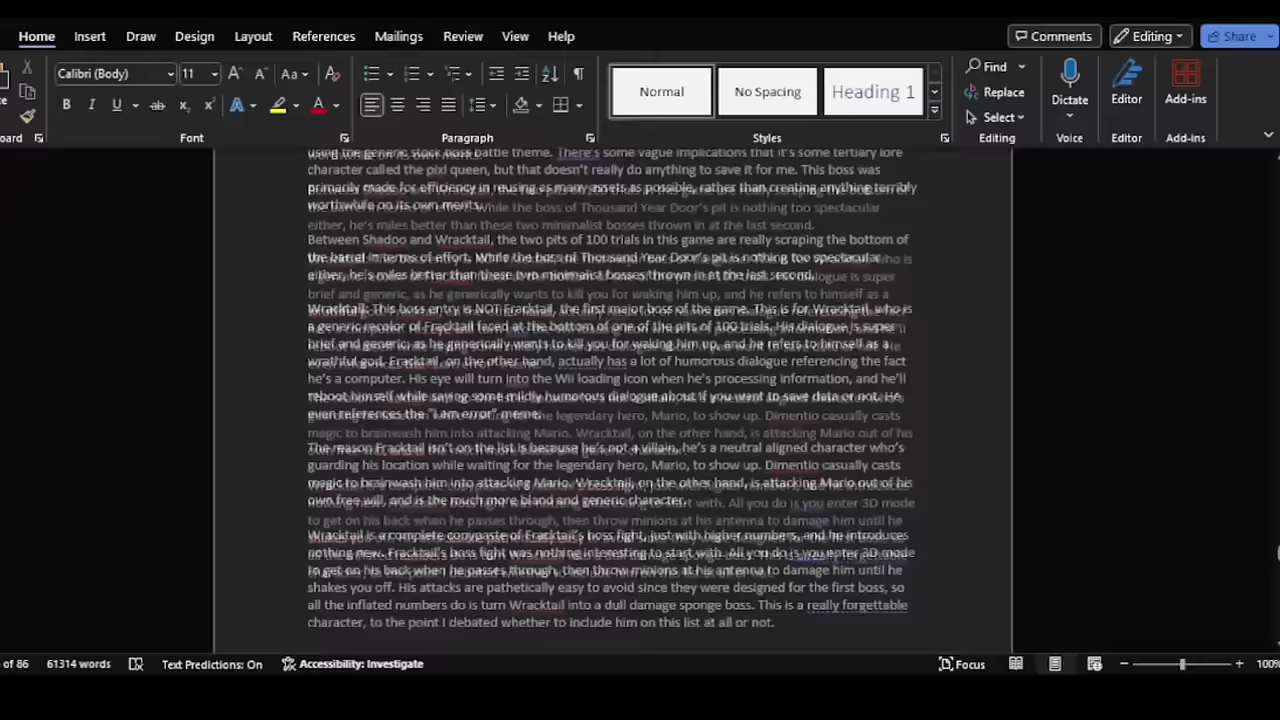 Home Insert Draw Design Layout References Mailings Review View Help Comments Editing Share
Calibri (Body) 11 Aa Normal No Spacing Heading 1 Find Replace Select Dictate Editor Add-ins
oard Font Paragraph Styles Editing Voice Editor Add-ins
using the generic stock boss battle theme. There's some vague implications that it's some tertiary lore
character called the pixl queen, but that doesn't really do anything to save it for me. This boss was
primarily made for efficiency in reusing as many assets as possible, rather than creating anything terribly
worthwhile on its own merits.
Between Shadoo and Wracktail, the two pits of 100 trials in this game are really scraping the bottom of
the barrel in terms of effort. While the boss of Thousand Year Door's pit is nothing too spectacular
either, he's miles better than these two minimalist bosses thrown in at the last second.
Wracktail: This boss entry is NOT Fracktail, the first major boss of the game. This is for Wracktail, who is
a generic recolor of Fracktail faced at the bottom of one of the pits of 100 trials. His dialogue is super
brief and generic, as he generically wants to kill you for waking him up, and he refers to himself as a
wrathful god. Fracktail, on the other hand, actually has a lot of humorous dialogue referencing the fact
he's a computer. His eye will turn into the Wii loading icon when he's processing information, and he'll
reboot himself while saying some mildly humorous dialogue about if you want to save data or not. He
even references the "I am error" meme.
The reason Fracktail isn't on the list is because he's not a villain, he's a neutral aligned character who's
guarding his location while waiting for the legendary hero, Mario, to show up. Dimentio casually casts
magic to brainwash him into attacking Mario. Wracktail, on the other hand, is attacking Mario out of his
own free will, and is the much more bland and generic character.
Wracktail is a complete copypaste of Fracktail's boss fight, just with higher numbers, and he introduces
nothing new. Fracktail's boss fight was nothing interesting to start with. All you do is you enter 3D mode
to get on his back when he passes through, then throw minions at his antenna to damage him until he
shakes you off. His attacks are pathetically easy to avoid since they were designed for the first boss, so
all the inflated numbers do is turn Wracktail into a dull damage sponge boss. This is a really forgettable
character, to the point I debated whether to include him on this list at all or not.
of 86 61314 words Text Predictions: On Accessibility: Investigate Focus 100%